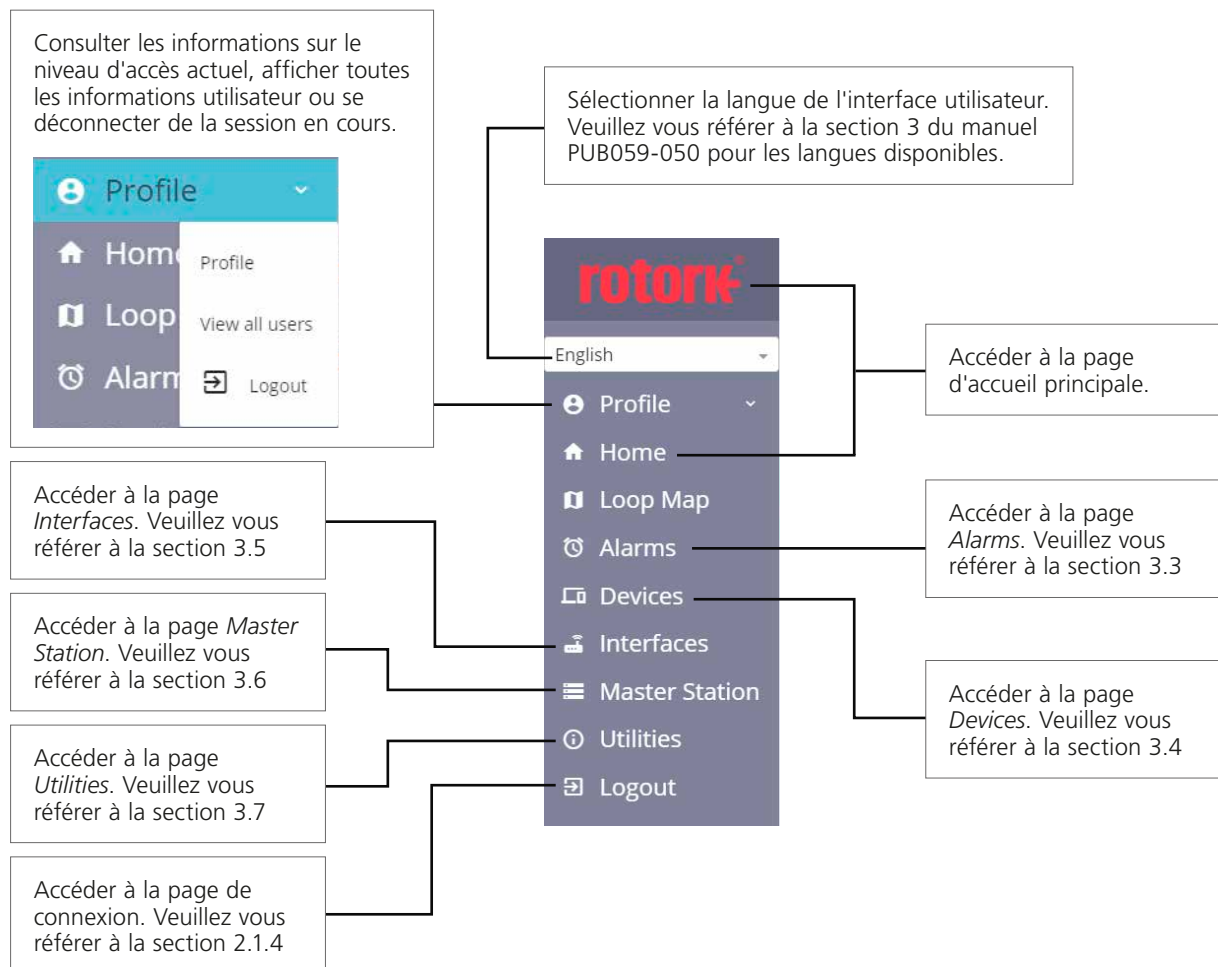 Consulter les informations sur le
niveau d'accès actuel, afficher toutes
les informations utilisateur ou se
déconnecter de la session en cours.
Profile
Home
Loop
Alarm
Profile
View all users
Logout
Sélectionner la langue de l'interface utilisateur.
Veuillez vous référer à la section 3 du manuel
PUB059-050 pour les langues disponibles.
rotork®
English
Profile
Home
Loop Map
Alarms
Devices
Interfaces
Master Station
Utilities
Logout
Accéder à la page
d'accueil principale.
Accéder à la page
Alarms. Veuillez vous
référer à la section 3.3
Accéder à la page
Devices. Veuillez vous
référer à la section 3.4
Accéder à la page
Interfaces. Veuillez vous
référer à la section 3.5
Accéder à la page Master
Station. Veuillez vous
référer à la section 3.6
Accéder à la page
Utilities. Veuillez vous
référer à la section 3.7
Accéder à la page de
connexion. Veuillez vous
référer à la section 2.1.4